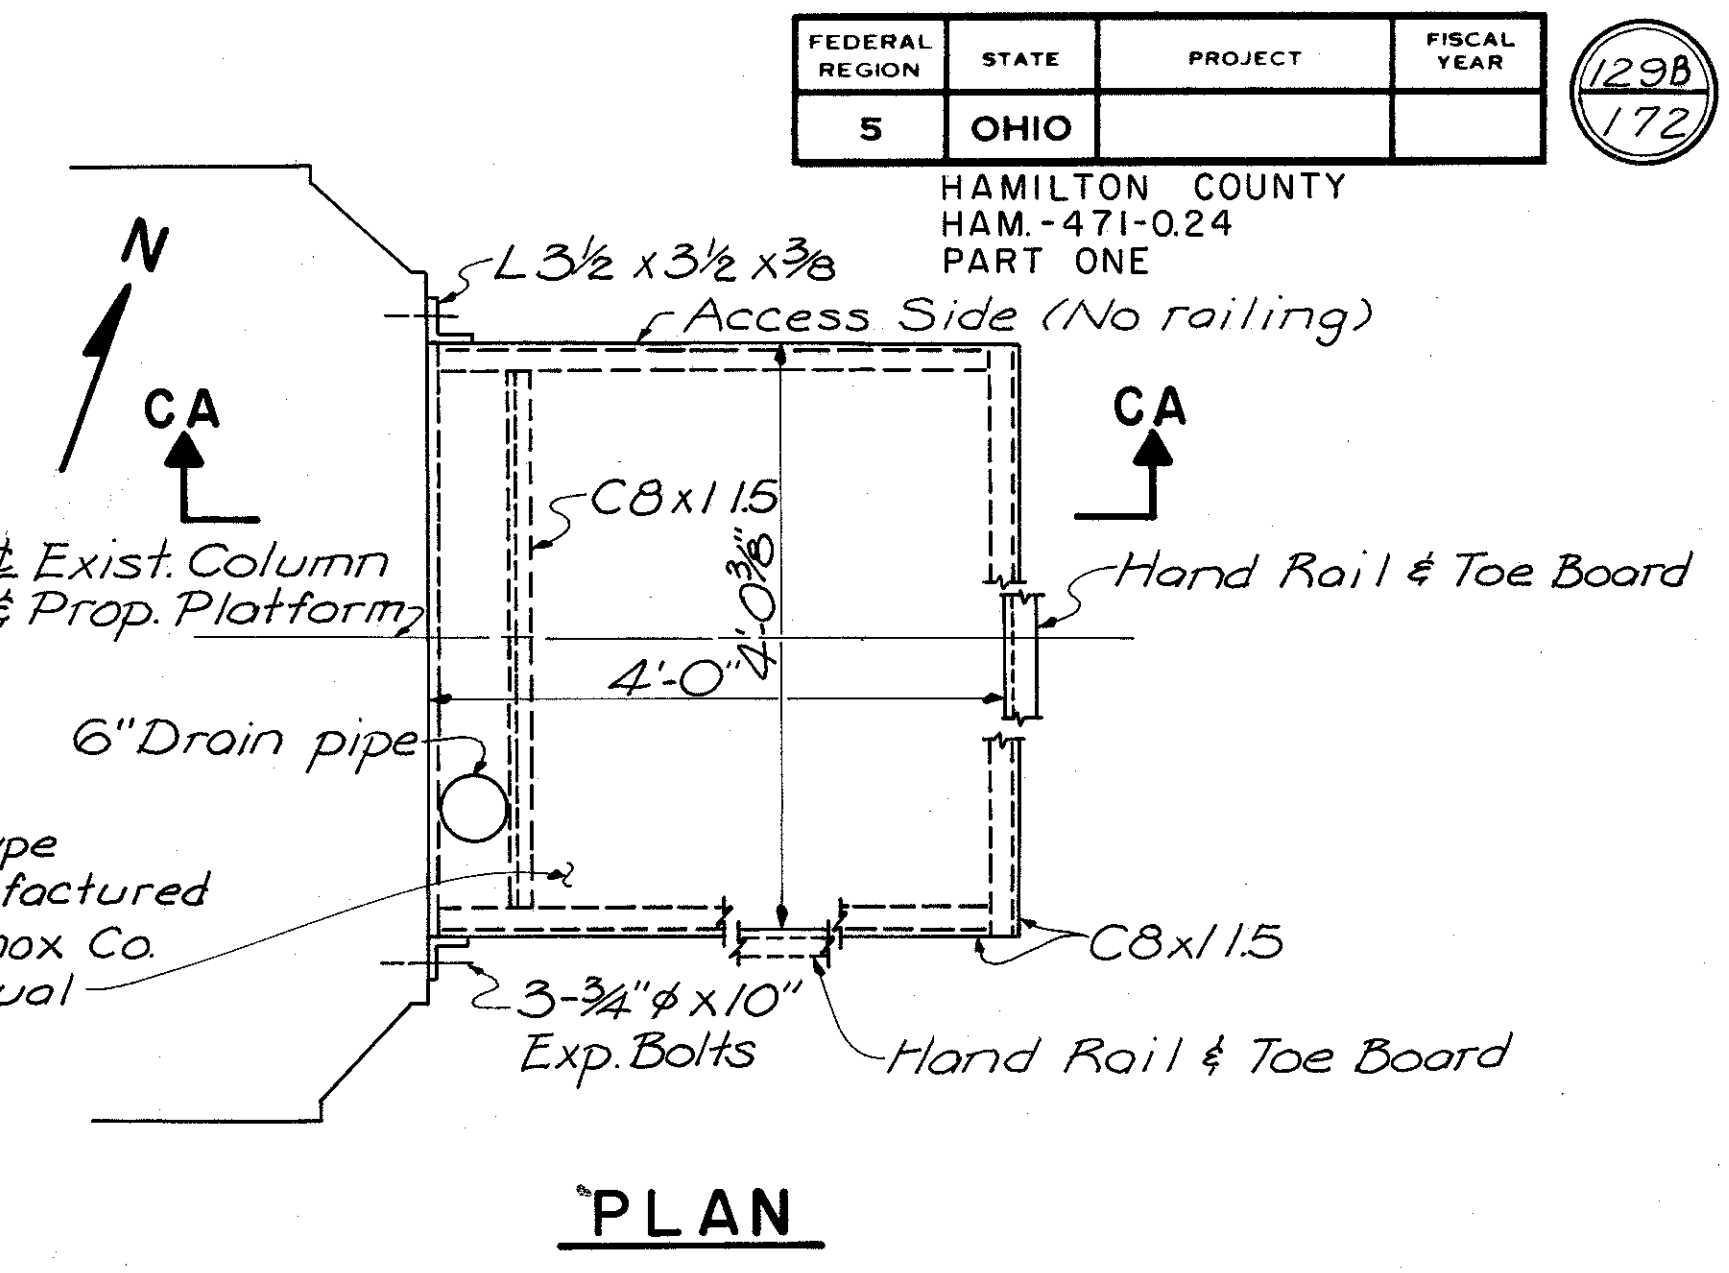 FEDERAL REGION
STATE
PROJECT
FISCAL YEAR
5
OHIO
129B
172
HAMILTON COUNTY
HAM.-471-0.24
PART ONE
N
L 3½ x 3½ x ⅜
Access Side (No railing)
CA
CA
C8x11.5
℄ Exist. Column
& Prop. Platform
Hand Rail & Toe Board
4'-0⅜"
4'-0"
6" Drain pipe
ype
factured
nox Co.
ual
C8x11.5
3-¾"ϕ x 10"
Exp. Bolts
Hand Rail & Toe Board
PLAN